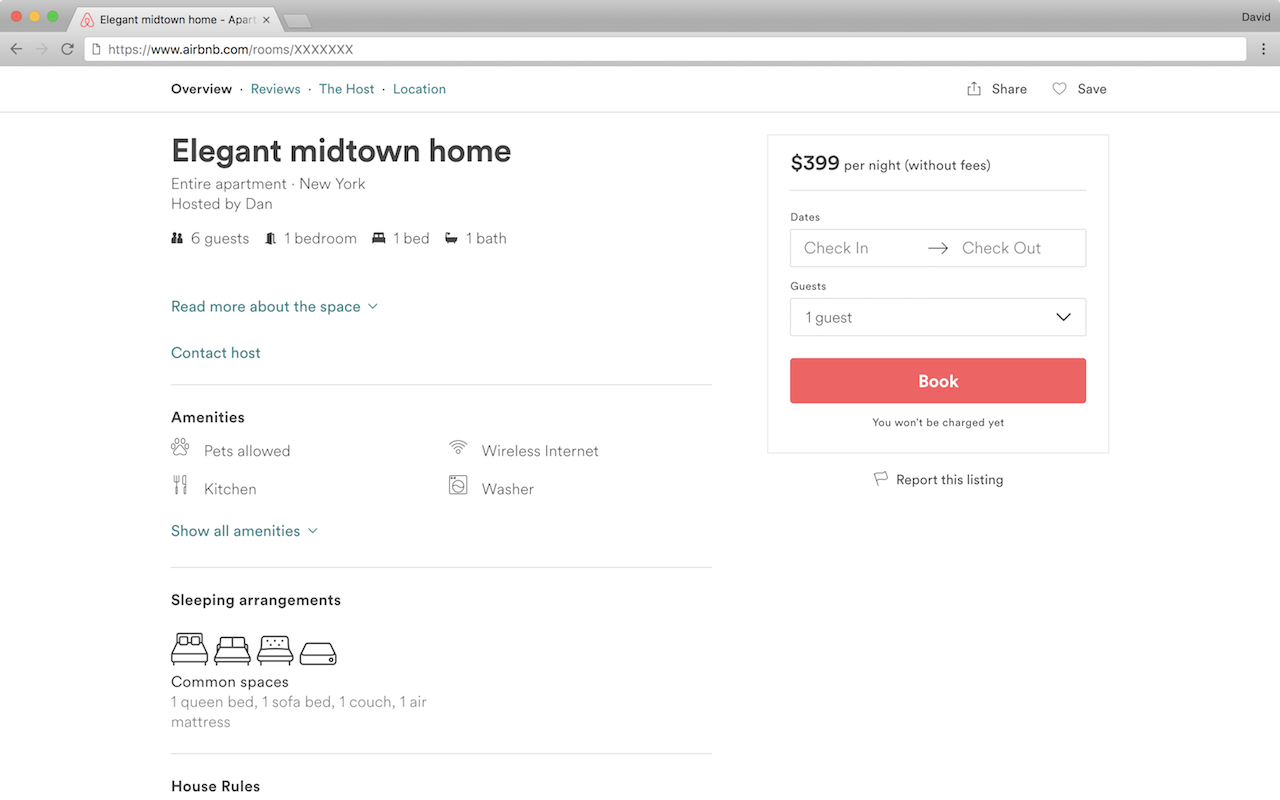 Elegant midtown home - Apart
David
https://www.airbnb.com/rooms/XXXXXXX
Overview · Reviews · The Host · Location
Share
Save
Elegant midtown home
Entire apartment · New York
Hosted by Dan
6 guests 1 bedroom 1 bed 1 bath
Read more about the space
Contact host
Amenities
Pets allowed
Wireless Internet
Kitchen
Washer
Show all amenities
Sleeping arrangements
Common spaces
1 queen bed, 1 sofa bed, 1 couch, 1 air
mattress
House Rules
$399 per night (without fees)
Dates
Check In
Check Out
Guests
1 guest
Book
You won't be charged yet
Report this listing